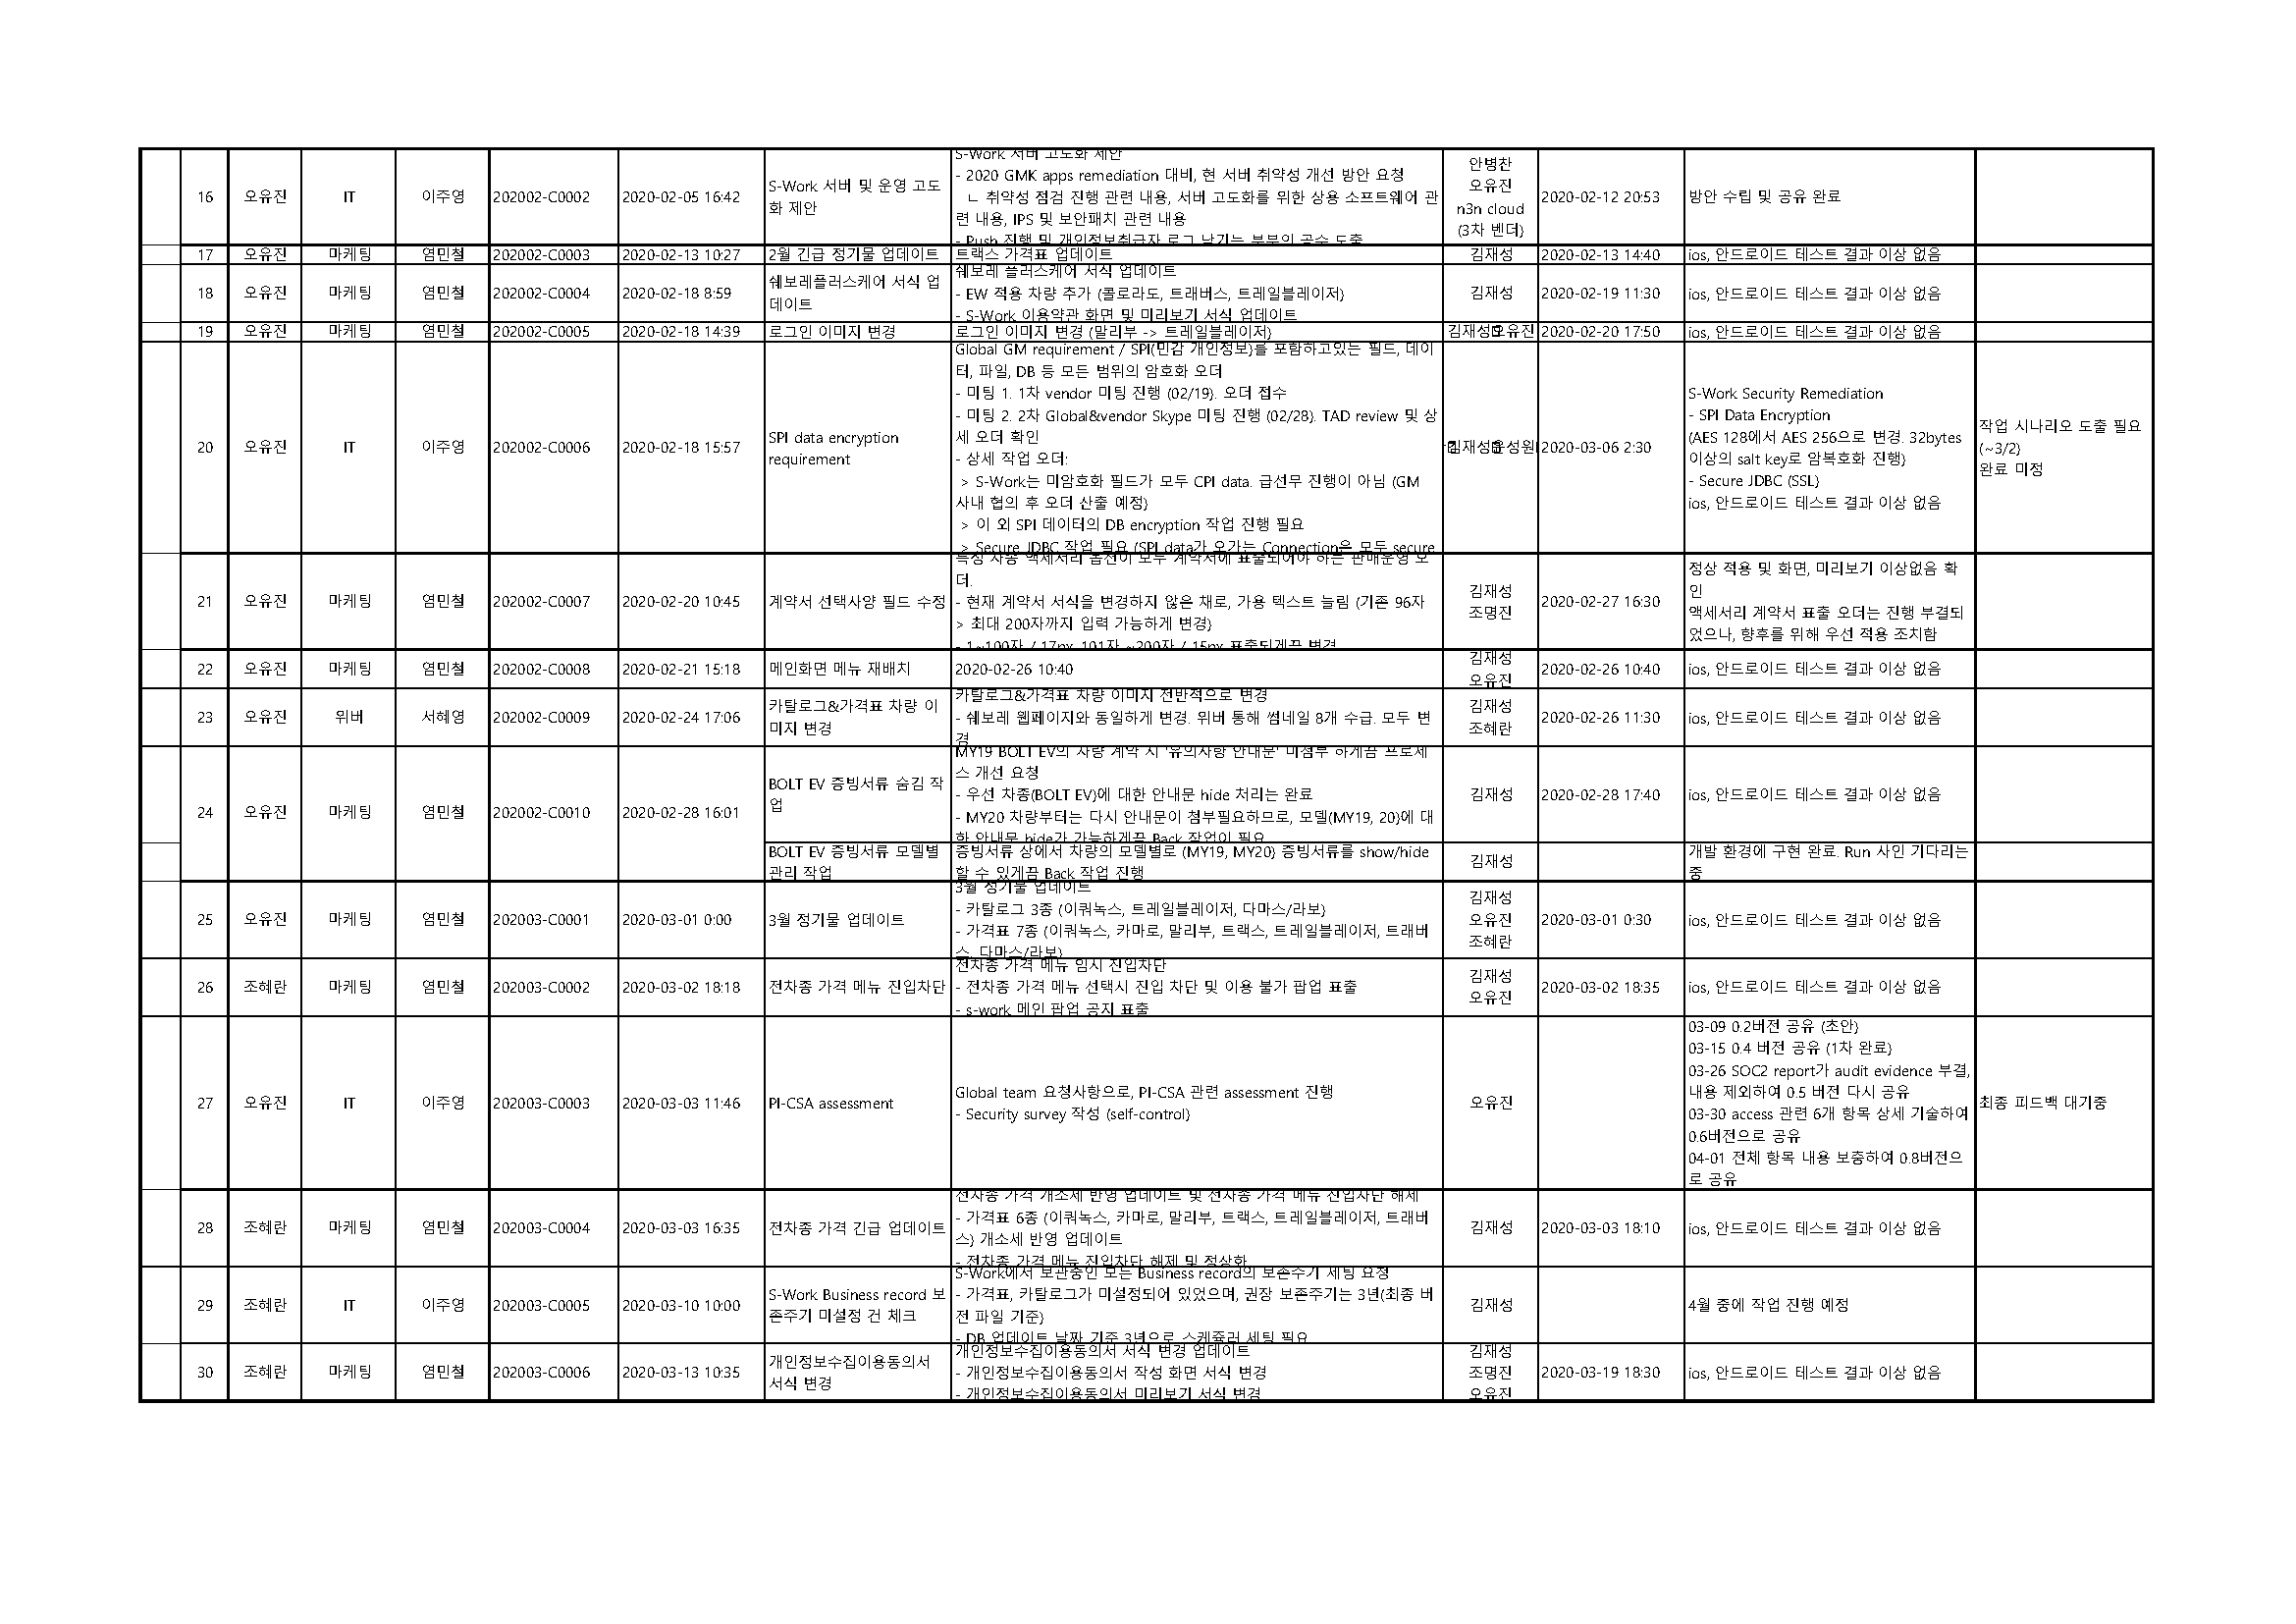 16 오유진 IT 이주영 202002-C0002 2020-02-05 16:42 S-Work 서버 및 운영 고도
화 제안
S-Work 서버 고도화 제안
- 2020 GMK apps remediation 대비, 현 서버 취약성 개선 방안 요청
ㄴ 취약성 점검 진행 관련 내용, 서버 고도화를 위한 상용 소프트웨어 관
련 내용, IPS 및 보안패치 관련 내용
- Push 진행 및 개인정보취급자 로그 남기는 부분의 공수 도출
안병찬
오유진
n3n cloud
(3차 벤더)
2020-02-12 20:53 방안 수립 및 공유 완료
17 오유진 마케팅 염민철 202002-C0003 2020-02-13 10:27 2월 긴급 정기물 업데이트 트랙스 가격표 업데이트 김재성 2020-02-13 14:40 ios, 안드로이드 테스트 결과 이상 없음
18 오유진 마케팅 염민철 202002-C0004 2020-02-18 8:59 쉐보레플러스케어 서식 업
데이트
쉐보레 플러스케어 서식 업데이트
- EW 적용 차량 추가 (콜로라도, 트래버스, 트레일블레이저)
- S-Work 이용약관 화면 및 미리보기 서식 업데이트
김재성 2020-02-19 11:30 ios, 안드로이드 테스트 결과 이상 없음
19 오유진 마케팅 염민철 202002-C0005 2020-02-18 14:39 로그인 이미지 변경 로그인 이미지 변경 (말리부 -> 트레일블레이저) 김재성 오유진 2020-02-20 17:50 ios, 안드로이드 테스트 결과 이상 없음
20 오유진 IT 이주영 202002-C0006 2020-02-18 15:57 SPI data encryption
requirement
Global GM requirement / SPI(민감 개인정보)를 포함하고있는 필드, 데이
터, 파일, DB 등 모든 범위의 암호화 오더
- 미팅 1. 1차 vendor 미팅 진행 (02/19). 오더 접수
- 미팅 2. 2차 Global&vendor Skype 미팅 진행 (02/28). TAD review 및 상
세 오더 확인
- 상세 작업 오더:
> S-Work는 미암호화 필드가 모두 CPI data. 급선무 진행이 아님 (GM
사내 협의 후 오더 산출 예정)
> 이 외 SPI 데이터의 DB encryption 작업 진행 필요
> Secure JDBC 작업 필요 (SPI data가 오가는 Connection은 모두 secure
김재성 윤성원 2020-03-06 2:30
S-Work Security Remediation
- SPI Data Encryption
(AES 128에서 AES 256으로 변경. 32bytes
이상의 salt key로 암복호화 진행)
- Secure JDBC (SSL)
ios, 안드로이드 테스트 결과 이상 없음
작업 시나리오 도출 필요
(~3/2)
완료 미정
21 오유진 마케팅 염민철 202002-C0007 2020-02-20 10:45 계약서 선택사양 필드 수정
특정 차종 액세서리 옵션이 모두 계약서에 표출되어야 하는 판매운영 오
더.
- 현재 계약서 서식을 변경하지 않은 채로, 가용 텍스트 늘림 (기존 96자
> 최대 200자까지 입력 가능하게 변경)
- 1~100자 / 17px, 101자 ~200자 / 15px 표출되게끔 변경
김재성
조명진
2020-02-27 16:30
정상 적용 및 화면, 미리보기 이상없음 확
인
액세서리 계약서 표출 오더는 진행 부결되
었으나, 향후를 위해 우선 적용 조치함
22 오유진 마케팅 염민철 202002-C0008 2020-02-21 15:18 메인화면 메뉴 재배치 2020-02-26 10:40 김재성
오유진
2020-02-26 10:40 ios, 안드로이드 테스트 결과 이상 없음
23 오유진 위버 서혜영 202002-C0009 2020-02-24 17:06 카탈로그&가격표 차량 이
미지 변경
카탈로그&가격표 차량 이미지 전반적으로 변경
- 쉐보레 웹페이지와 동일하게 변경. 위버 통해 썸네일 8개 수급. 모두 변
경
김재성
조혜란
2020-02-26 11:30 ios, 안드로이드 테스트 결과 이상 없음
24 오유진 마케팅 염민철 202002-C0010 2020-02-28 16:01 BOLT EV 증빙서류 숨김 작
업
MY19 BOLT EV의 차량 계약 시 '유의사항 안내문' 미첨부 하게끔 프로세
스 개선 요청
- 우선 차종(BOLT EV)에 대한 안내문 hide 처리는 완료
- MY20 차량부터는 다시 안내문이 첨부필요하므로, 모델(MY19, 20)에 대
한 안내문 hide가 가능하게끔 Back 작업이 필요
김재성 2020-02-28 17:40 ios, 안드로이드 테스트 결과 이상 없음
BOLT EV 증빙서류 모델별
관리 작업
증빙서류 상에서 차량의 모델별로 (MY19, MY20) 증빙서류를 show/hide
할 수 있게끔 Back 작업 진행
김재성
개발 환경에 구현 완료. Run 사인 기다리는
중
25 오유진 마케팅 염민철 202003-C0001 2020-03-01 0:00 3월 정기물 업데이트
3월 정기물 업데이트
- 카탈로그 3종 (이쿼녹스, 트레일블레이저, 다마스/라보)
- 가격표 7종 (이쿼녹스, 카마로, 말리부, 트랙스, 트레일블레이저, 트래버
스, 다마스/라보)
김재성
오유진
조혜란
2020-03-01 0:30 ios, 안드로이드 테스트 결과 이상 없음
26 조혜란 마케팅 염민철 202003-C0002 2020-03-02 18:18 전차종 가격 메뉴 진입차단
전차종 가격 메뉴 임시 진입차단
- 전차종 가격 메뉴 선택시 진입 차단 및 이용 불가 팝업 표출
- s-work 메인 팝업 공지 표출
김재성
오유진
2020-03-02 18:35 ios, 안드로이드 테스트 결과 이상 없음
27 오유진 IT 이주영 202003-C0003 2020-03-03 11:46 PI-CSA assessment
Global team 요청사항으로, PI-CSA 관련 assessment 진행
- Security survey 작성 (self-control)
오유진
03-09 0.2버전 공유 (초안)
03-15 0.4 버전 공유 (1차 완료)
03-26 SOC2 report가 audit evidence 부결,
내용 제외하여 0.5 버전 다시 공유
03-30 access 관련 6개 항목 상세 기술하여
0.6버전으로 공유
04-01 전체 항목 내용 보충하여 0.8버전으
로 공유
최종 피드백 대기중
28 조혜란 마케팅 염민철 202003-C0004 2020-03-03 16:35 전차종 가격 긴급 업데이트
전차종 가격 개소세 반영 업데이트 및 전차종 가격 메뉴 진입차단 해제
- 가격표 6종 (이쿼녹스, 카마로, 말리부, 트랙스, 트레일블레이저, 트래버
스) 개소세 반영 업데이트
- 전차종 가격 메뉴 진입차단 해제 및 정상화
김재성 2020-03-03 18:10 ios, 안드로이드 테스트 결과 이상 없음
29 조혜란 IT 이주영 202003-C0005 2020-03-10 10:00 S-Work Business record 보
존주기 미설정 건 체크
S-Work에서 보관중인 모든 Business record의 보존주기 세팅 요청
- 가격표, 카탈로그가 미설정되어 있었으며, 권장 보존주기는 3년(최종 버
전 파일 기준)
- DB 업데이트 날짜 기준 3년으로 스케쥴러 세팅 필요
김재성 4월 중에 작업 진행 예정
30 조혜란 마케팅 염민철 202003-C0006 2020-03-13 10:35 개인정보수집이용동의서
서식 변경
개인정보수집이용동의서 서식 변경 업데이트
- 개인정보수집이용동의서 작성 화면 서식 변경
- 개인정보수집이용동의서 미리보기 서식 변경
김재성
조명진
오유진
2020-03-19 18:30 ios, 안드로이드 테스트 결과 이상 없음